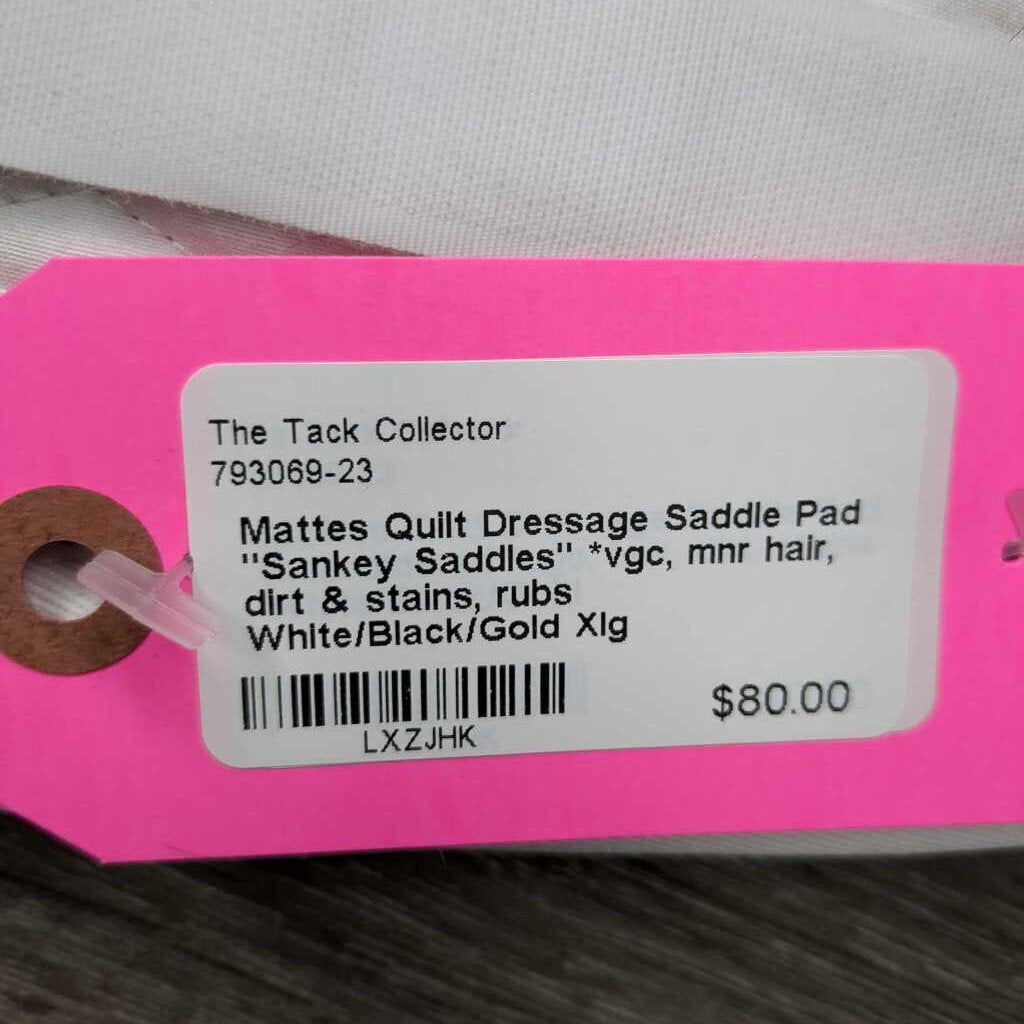 The Tack Collector
793069-23
Mattes Quilt Dressage Saddle Pad
"Sankey Saddles" *vgc, mnr hair,
dirt & stains, rubs
White/Black/Gold Xlg
$80.00
LXZJHK